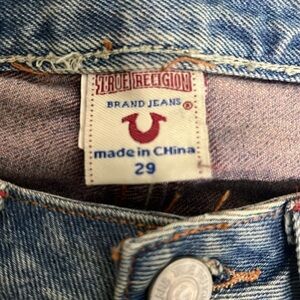 TRUE RELIGION
BRAND JEANS ®
made in China
29